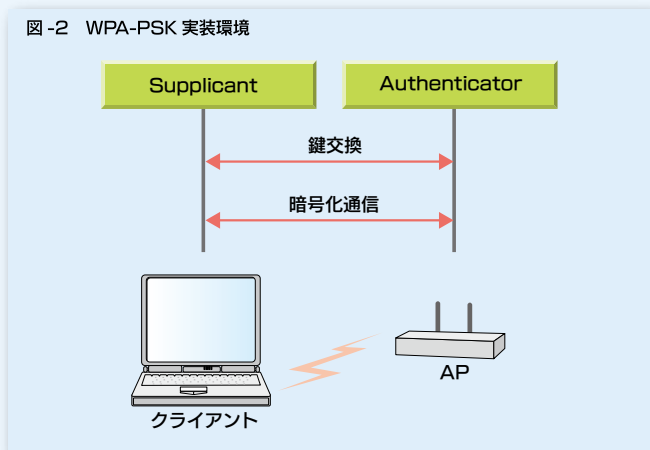 図-2 WPA-PSK 実装環境
Supplicant
Authenticator
鍵交換
暗号化通信
AP
クライアント